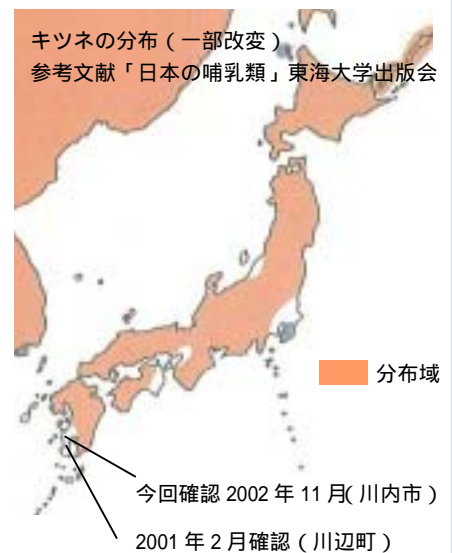 キツネの分布（一部改変）
参考文献「日本の哺乳類」東海大学出版会
分布域
今回確認 2002 年 11 月（川内市）
2001 年 2 月確認（川辺町）